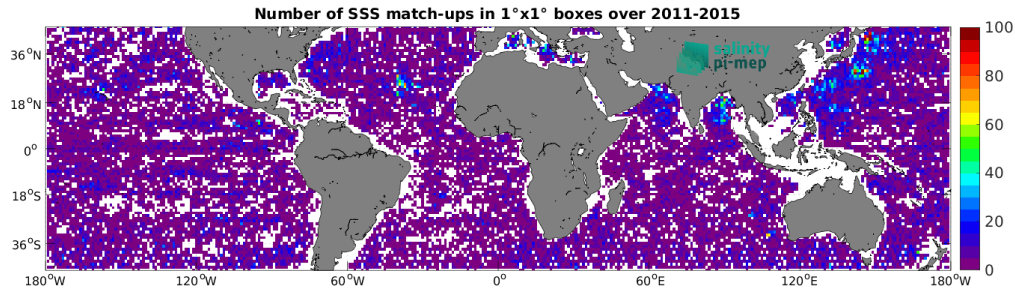 Number of SSS match-ups in 1°x1° boxes over 2011-2015
salinity
pi-mep
36°N
18°N
0°
18°S
36°S
180°W 120°W 60°W 0° 60°E 120°E 180°W
100
80
60
40
20
0